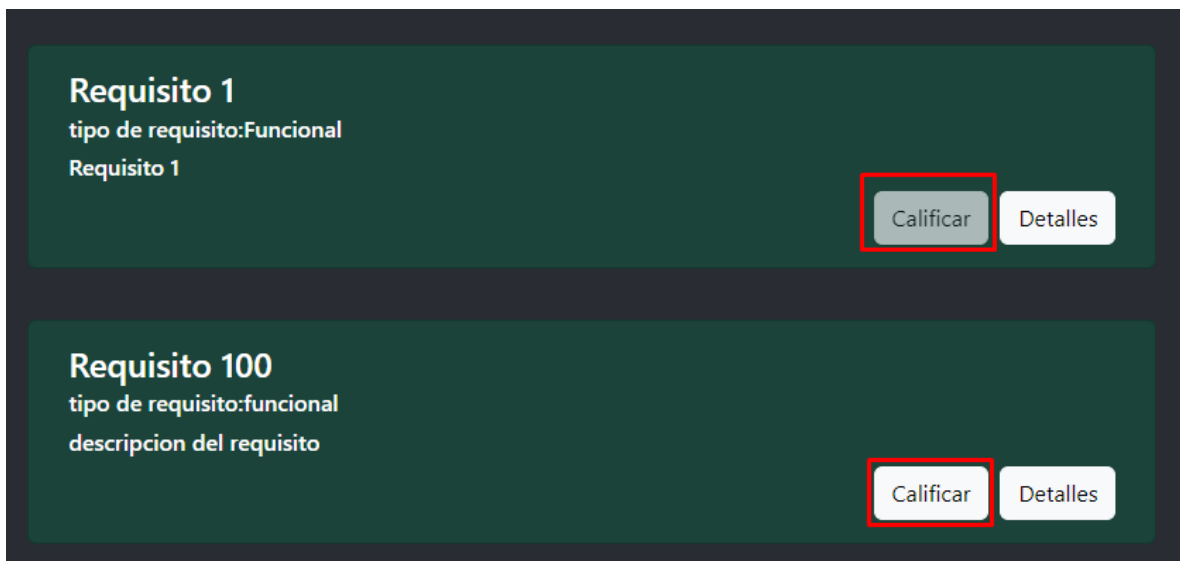 Requisito 1
tipo de requisito:Funcional
Requisito 1
Calificar Detalles
Requisito 100
tipo de requisito:funcional
descripcion del requisito
Calificar Detalles